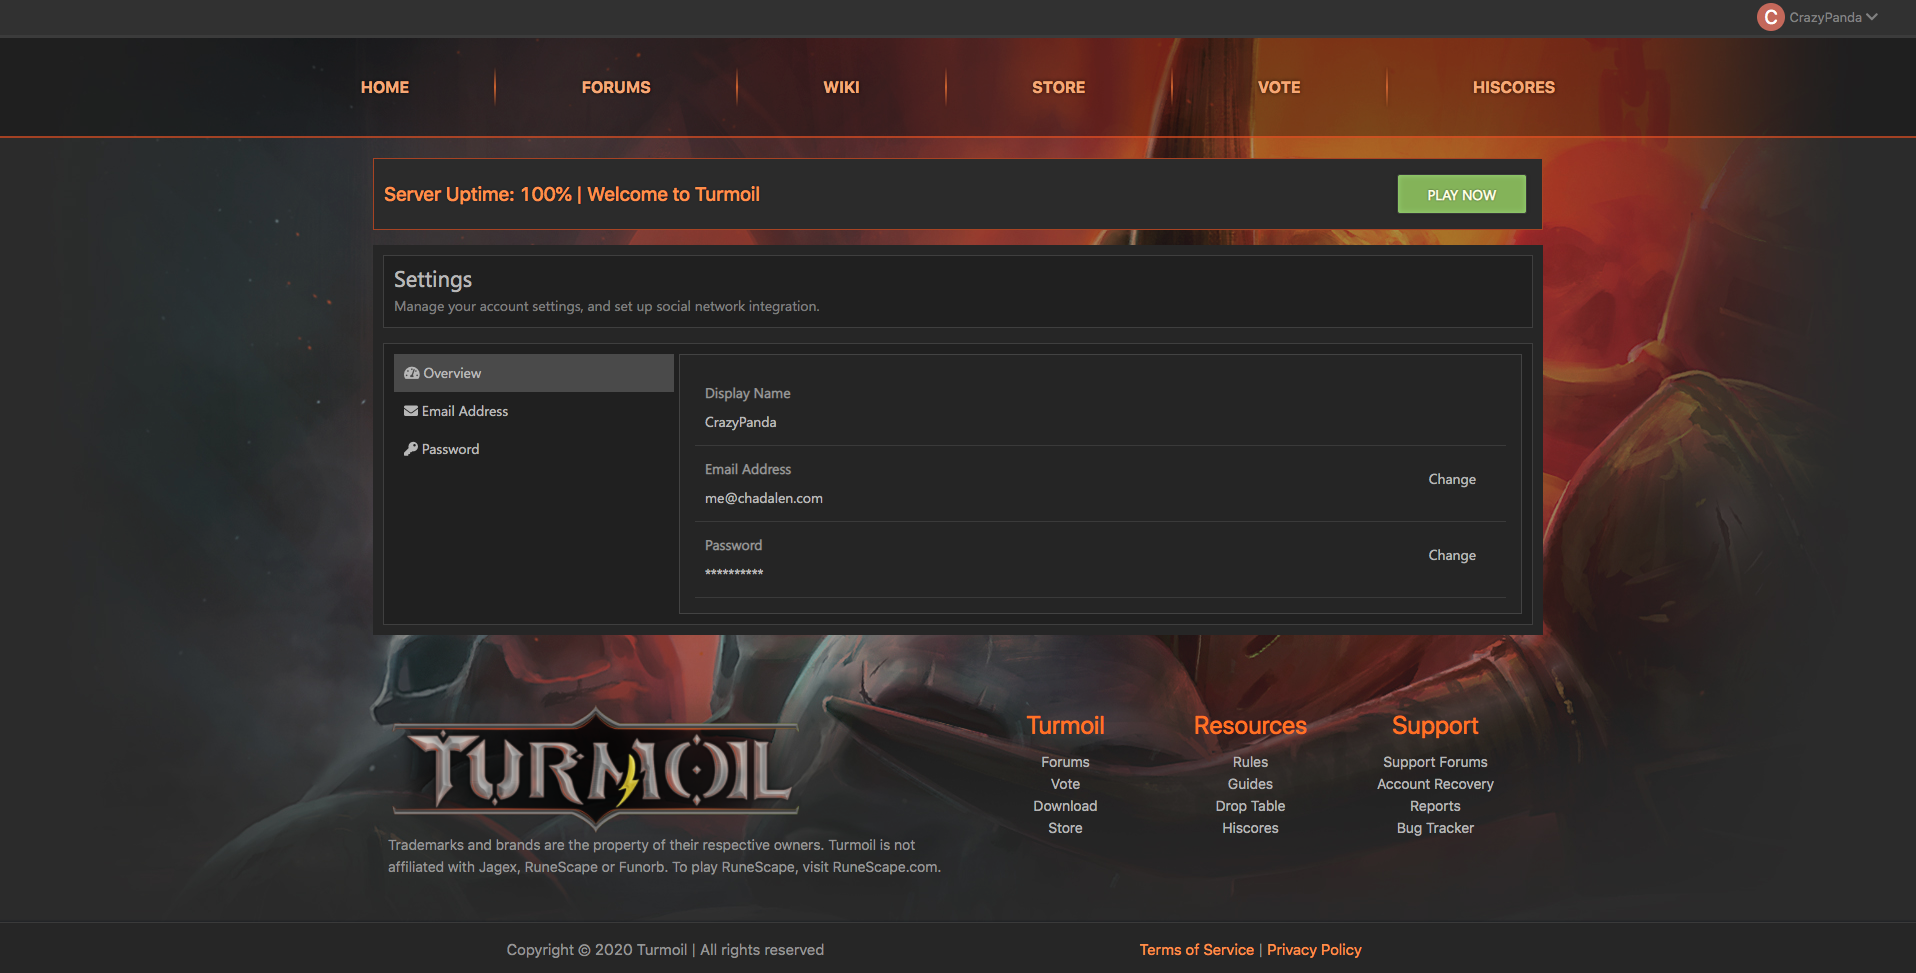 C CrazyPanda
HOME FORUMS WIKI STORE VOTE HISCORES
Server Uptime: 100% | Welcome to Turmoil
PLAY NOW
Settings
Manage your account settings, and set up social network integration.
Overview
Email Address
Password
Display Name
CrazyPanda
Email Address
me@chadalen.com
Change
Password
**********
Change
TURMOIL
Trademarks and brands are the property of their respective owners. Turmoil is not
affiliated with Jagex, RuneScape or Funorb. To play RuneScape, visit RuneScape.com.
Turmoil
Forums
Vote
Download
Store
Resources
Rules
Guides
Drop Table
Hiscores
Support
Support Forums
Account Recovery
Reports
Bug Tracker
Copyright © 2020 Turmoil | All rights reserved
Terms of Service | Privacy Policy